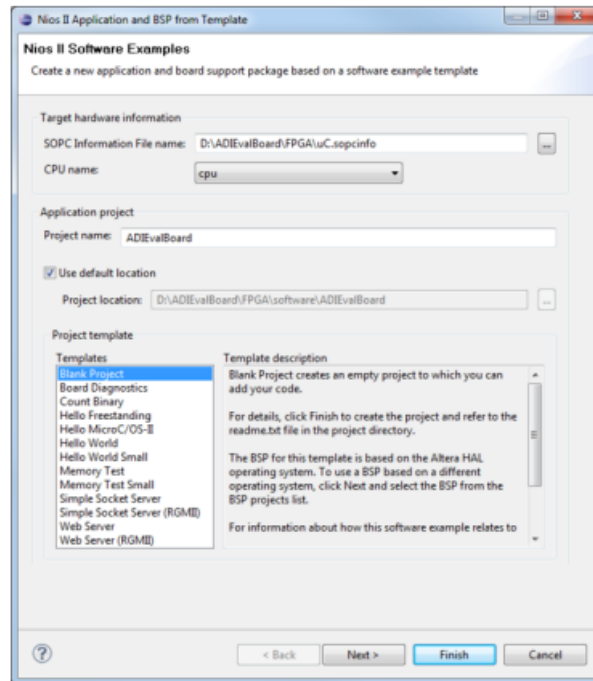 Nios II Application and BSP from Template
Nios II Software Examples
Create a new application and board support package based on a software example template
Target hardware information
SOPC Information File name: D:\ADIEvalBoard\FPGA\uC.sopcinfo ...
CPU name: cpu
Application project
Project name: ADIEvalBoard
Use default location
Project location: D:\ADIEvalBoard\FPGA\software\ADIEvalBoard ...
Project template
Templates
Blank Project
Board Diagnostics
Count Binary
Hello Freestanding
Hello MicroC/OS-II
Hello World
Hello World Small
Memory Test
Memory Test Small
Simple Socket Server
Simple Socket Server (RGMII)
Web Server
Web Server (RGMII)
Template description
Blank Project creates an empty project to which you can
add your code.
For details, click Finish to create the project and refer to the
readme.txt file in the project directory.
The BSP for this template is based on the Altera HAL
operating system. To use a BSP based on a different
operating system, click Next and select the BSP from the
BSP projects list.
For information about how this software example relates to
? < Back Next > Finish Cancel